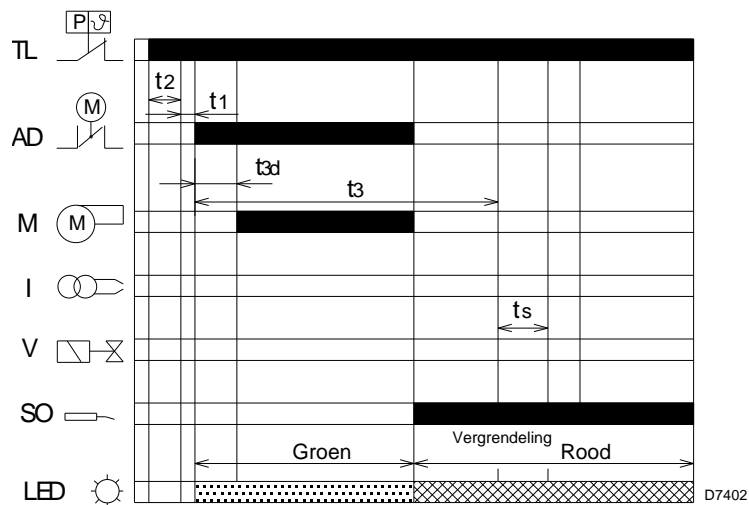 P ϑ
TL
t2
t1
M
AD
t3d
t3
M M
I
ts
V
SO
Vergrendeling
Groen Rood
LED
D7402